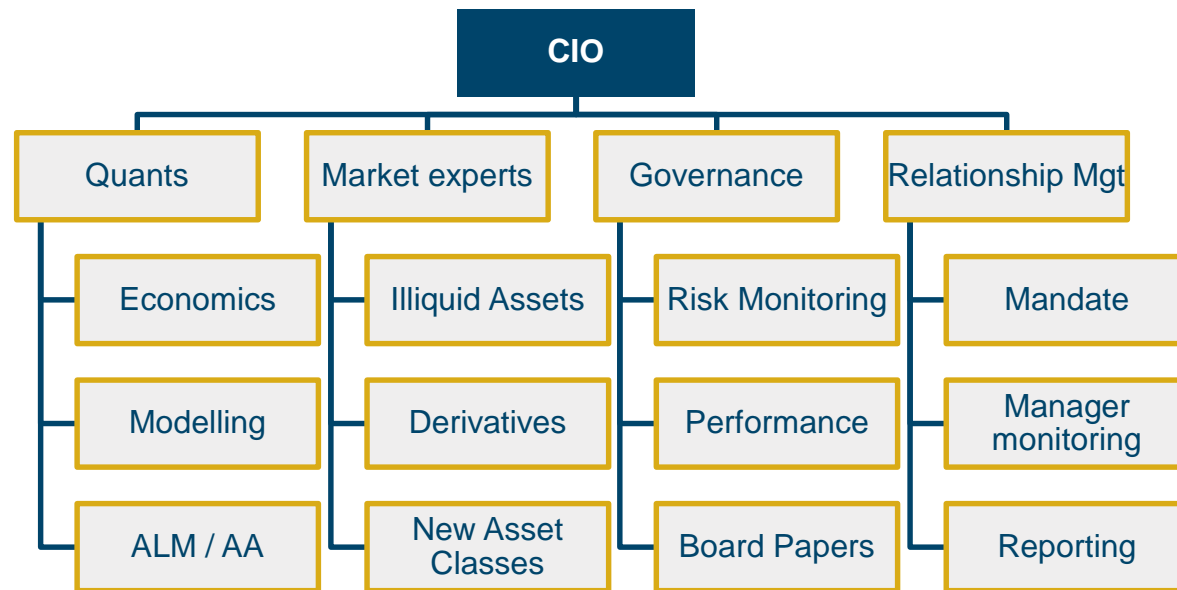 CIO
Quants
Market experts
Governance
Relationship Mgt
Economics
Illiquid Assets
Risk Monitoring
Mandate
Modelling
Derivatives
Performance
Manager
monitoring
ALM / AA
New Asset
Classes
Board Papers
Reporting